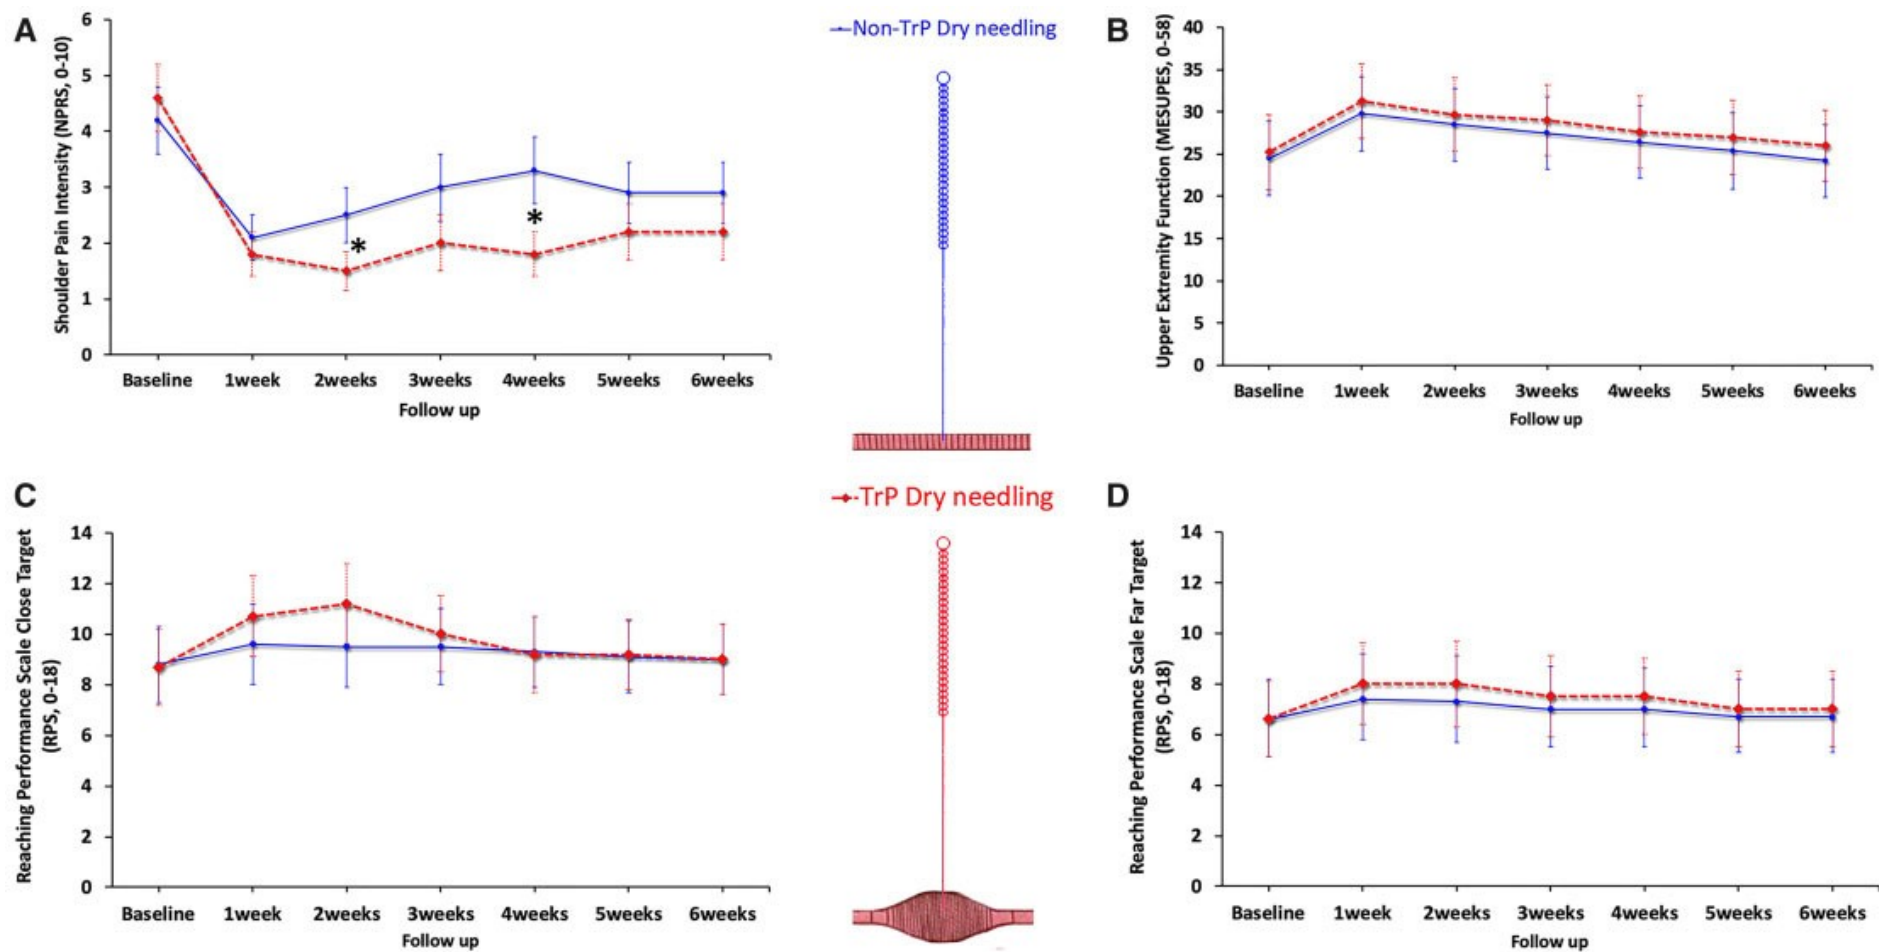 A
Shoulder Pain Intensity (NPRS, 0-10)
6
5
4
3
2
1
0
*
*
Baseline 1week 2weeks 3weeks 4weeks 5weeks 6weeks
Follow up
Non-TrP Dry needling
B
Upper Extremity Function (MESUPES, 0-58)
40
35
30
25
20
15
10
5
0
Baseline 1week 2weeks 3weeks 4weeks 5weeks 6weeks
Follow up
C
Reaching Performance Scale Close Target
(RPS, 0-18)
14
12
10
8
6
4
2
0
Baseline 1week 2weeks 3weeks 4weeks 5weeks 6weeks
Follow up
TrP Dry needling
D
Reaching Performance Scale Far Target
(RPS, 0-18)
14
12
10
8
6
4
2
0
Baseline 1week 2weeks 3weeks 4weeks 5weeks 6weeks
Follow up